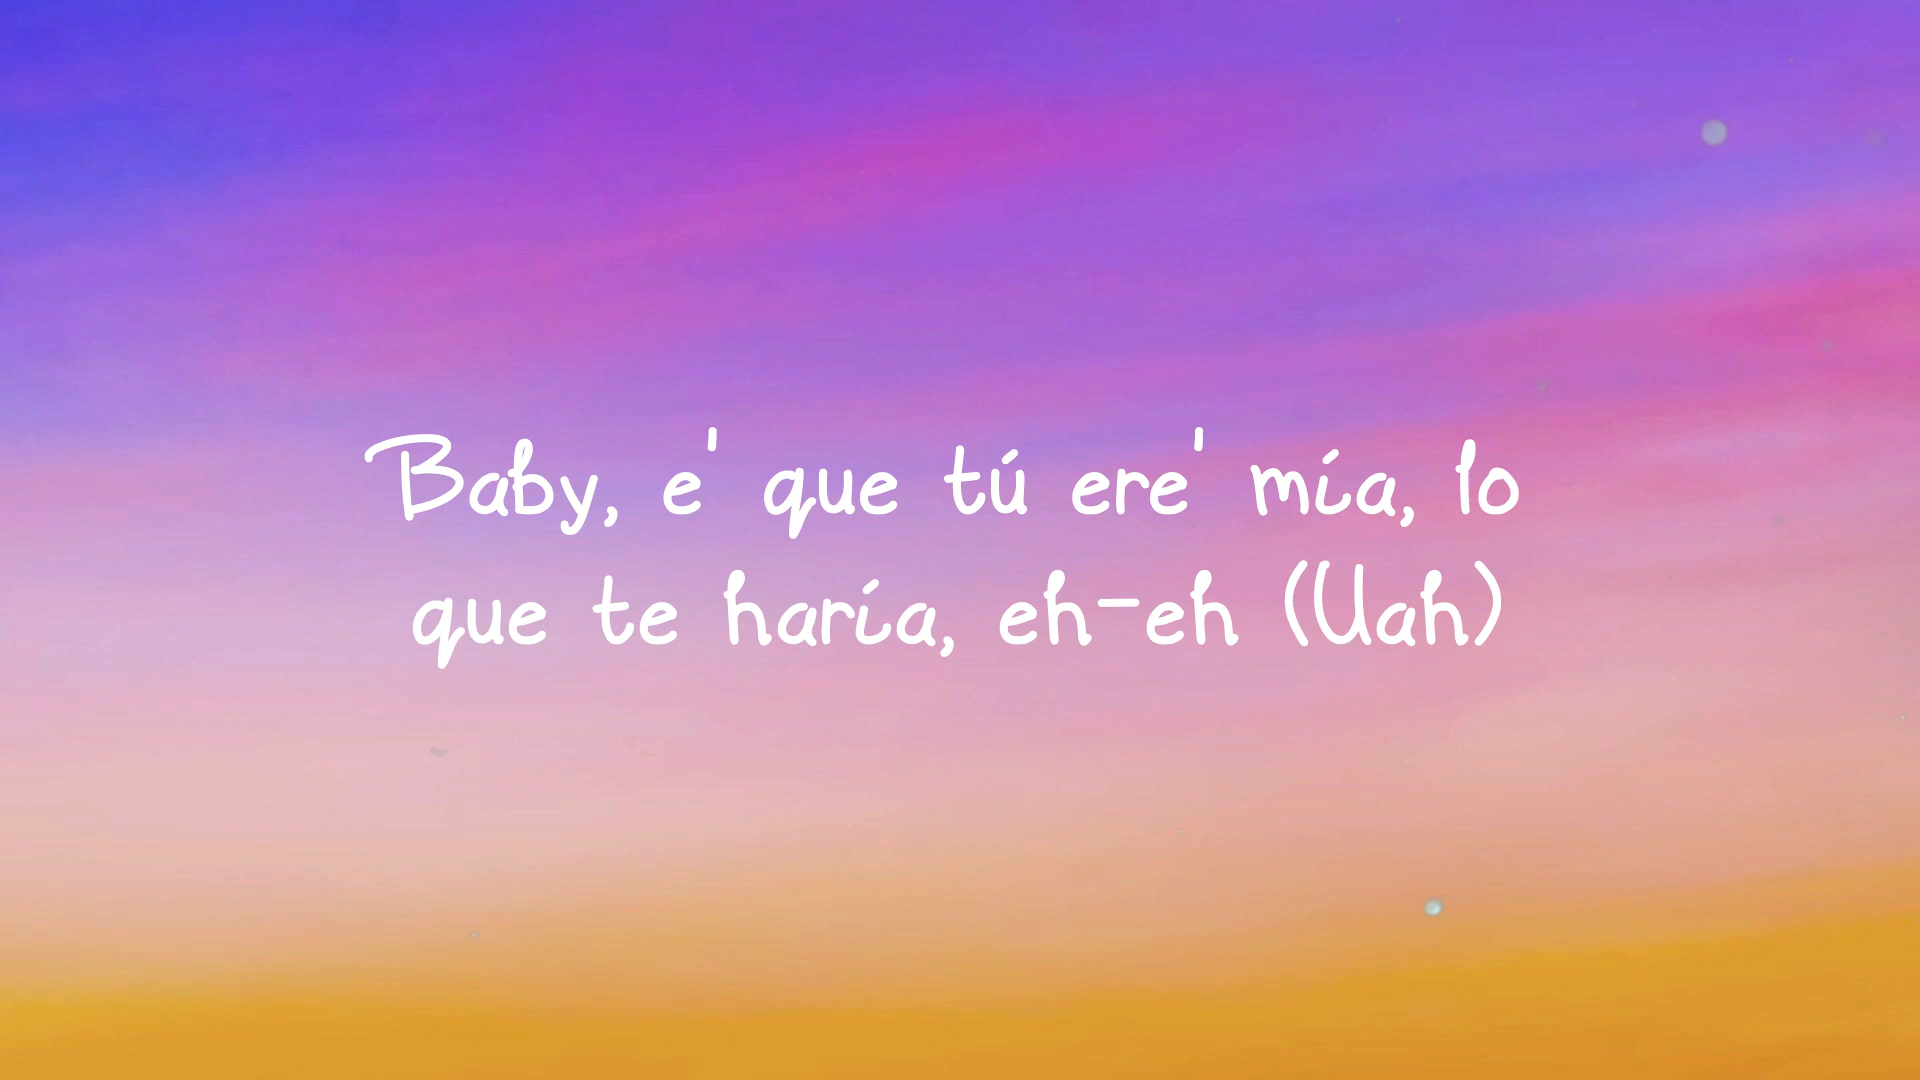 Baby, e' que tú ere' mía, lo
que te haría, eh-eh (Uah)